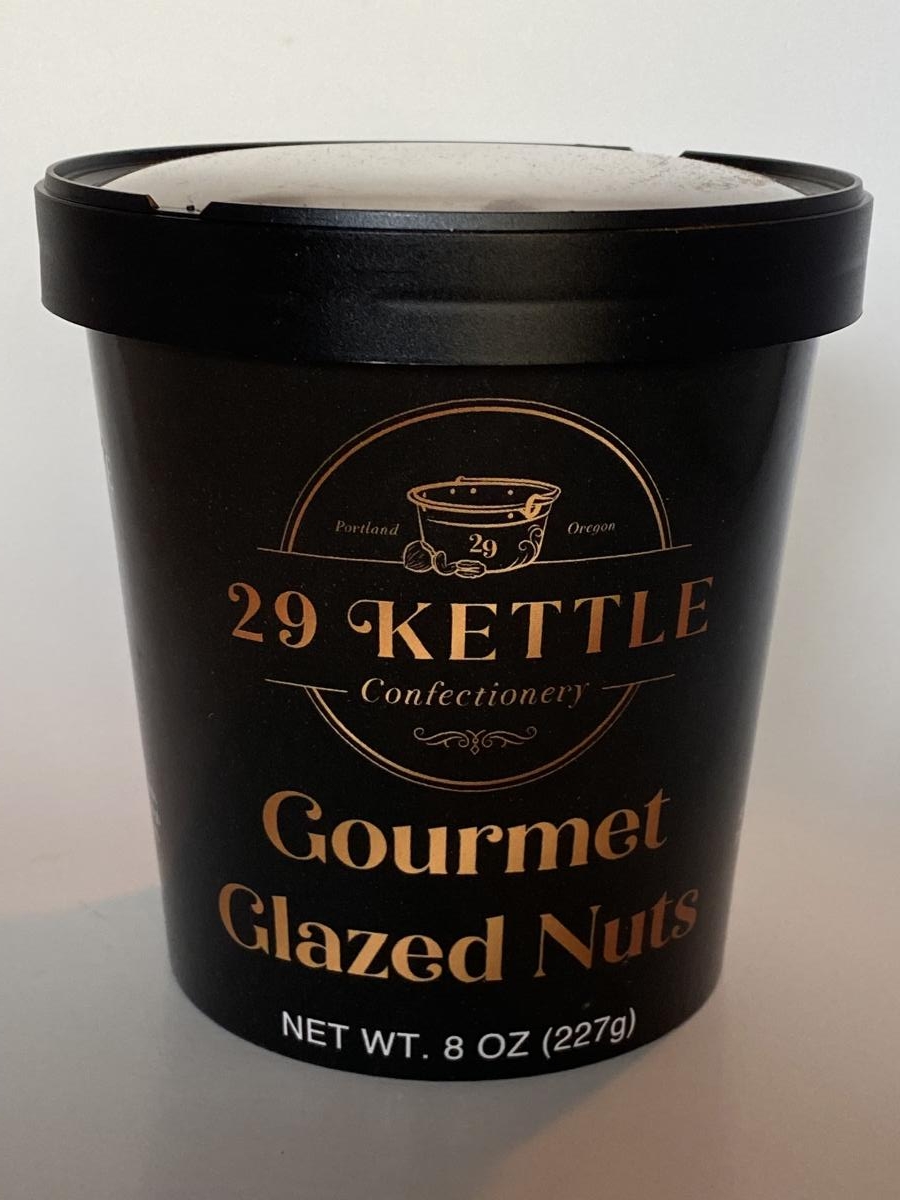 Portland Oregon
29
29 KETTLE
Confectionery
Gourmet
Glazed Nuts
NET WT. 8 OZ (227g)